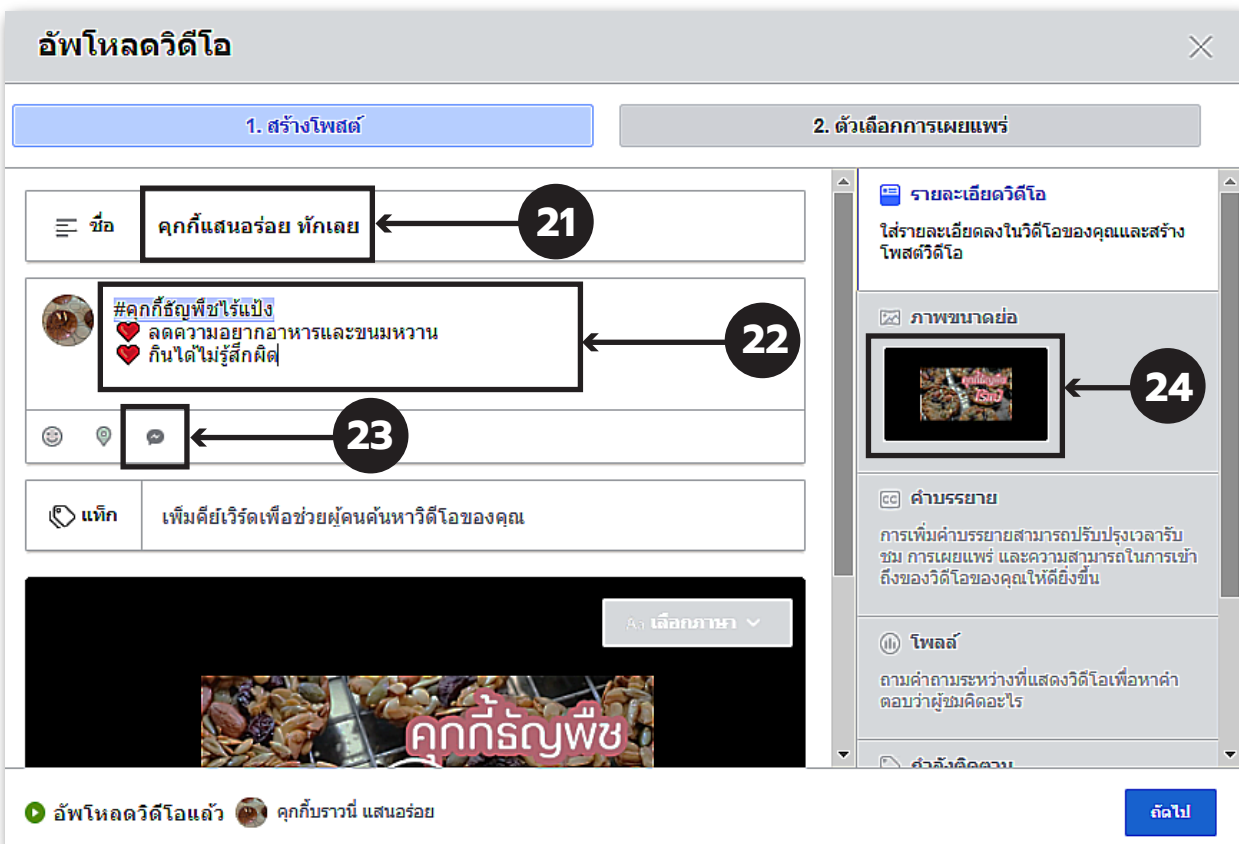 อัพโหลดวิดีโอ
1. สร้างโพสต์
2. ตัวเลือกการเผยแพร่
ชื่อ
คุกกี้แสนอร่อย ทักเลย
21
#คุกกี้ธัญพืชไร้แป้ง
❤ ลดความอยากอาหารและขนมหวาน
❤ กินได้ไม่รู้สึกผิด
22
23
แท็ก
เพิ่มคีย์เวิร์ดเพื่อช่วยผู้คนค้นหาวิดีโอของคุณ
Aa เลือกภาษา
คุกกี้ธัญพืช
รายละเอียดวิดีโอ
ใส่รายละเอียดลงในวิดีโอของคุณและสร้าง
โพสต์วิดีโอ
ภาพขนาดย่อ
คุกกี้ธัญพืช
24
CC คำบรรยาย
การเพิ่มคำบรรยายสามารถปรับปรุงเวลารับ
ชม การเผยแพร่ และความสามารถในการเข้า
ถึงของวิดีโอของคุณให้ดียิ่งขึ้น
โพลล์
ถามคำถามระหว่างที่แสดงวิดีโอเพื่อหาคำ
ตอบว่าผู้ชมคิดอะไร
กำลังติดตาม
อัพโหลดวิดีโอแล้ว
คุกกี้บราวนี่ แสนอร่อย
ถัดไป